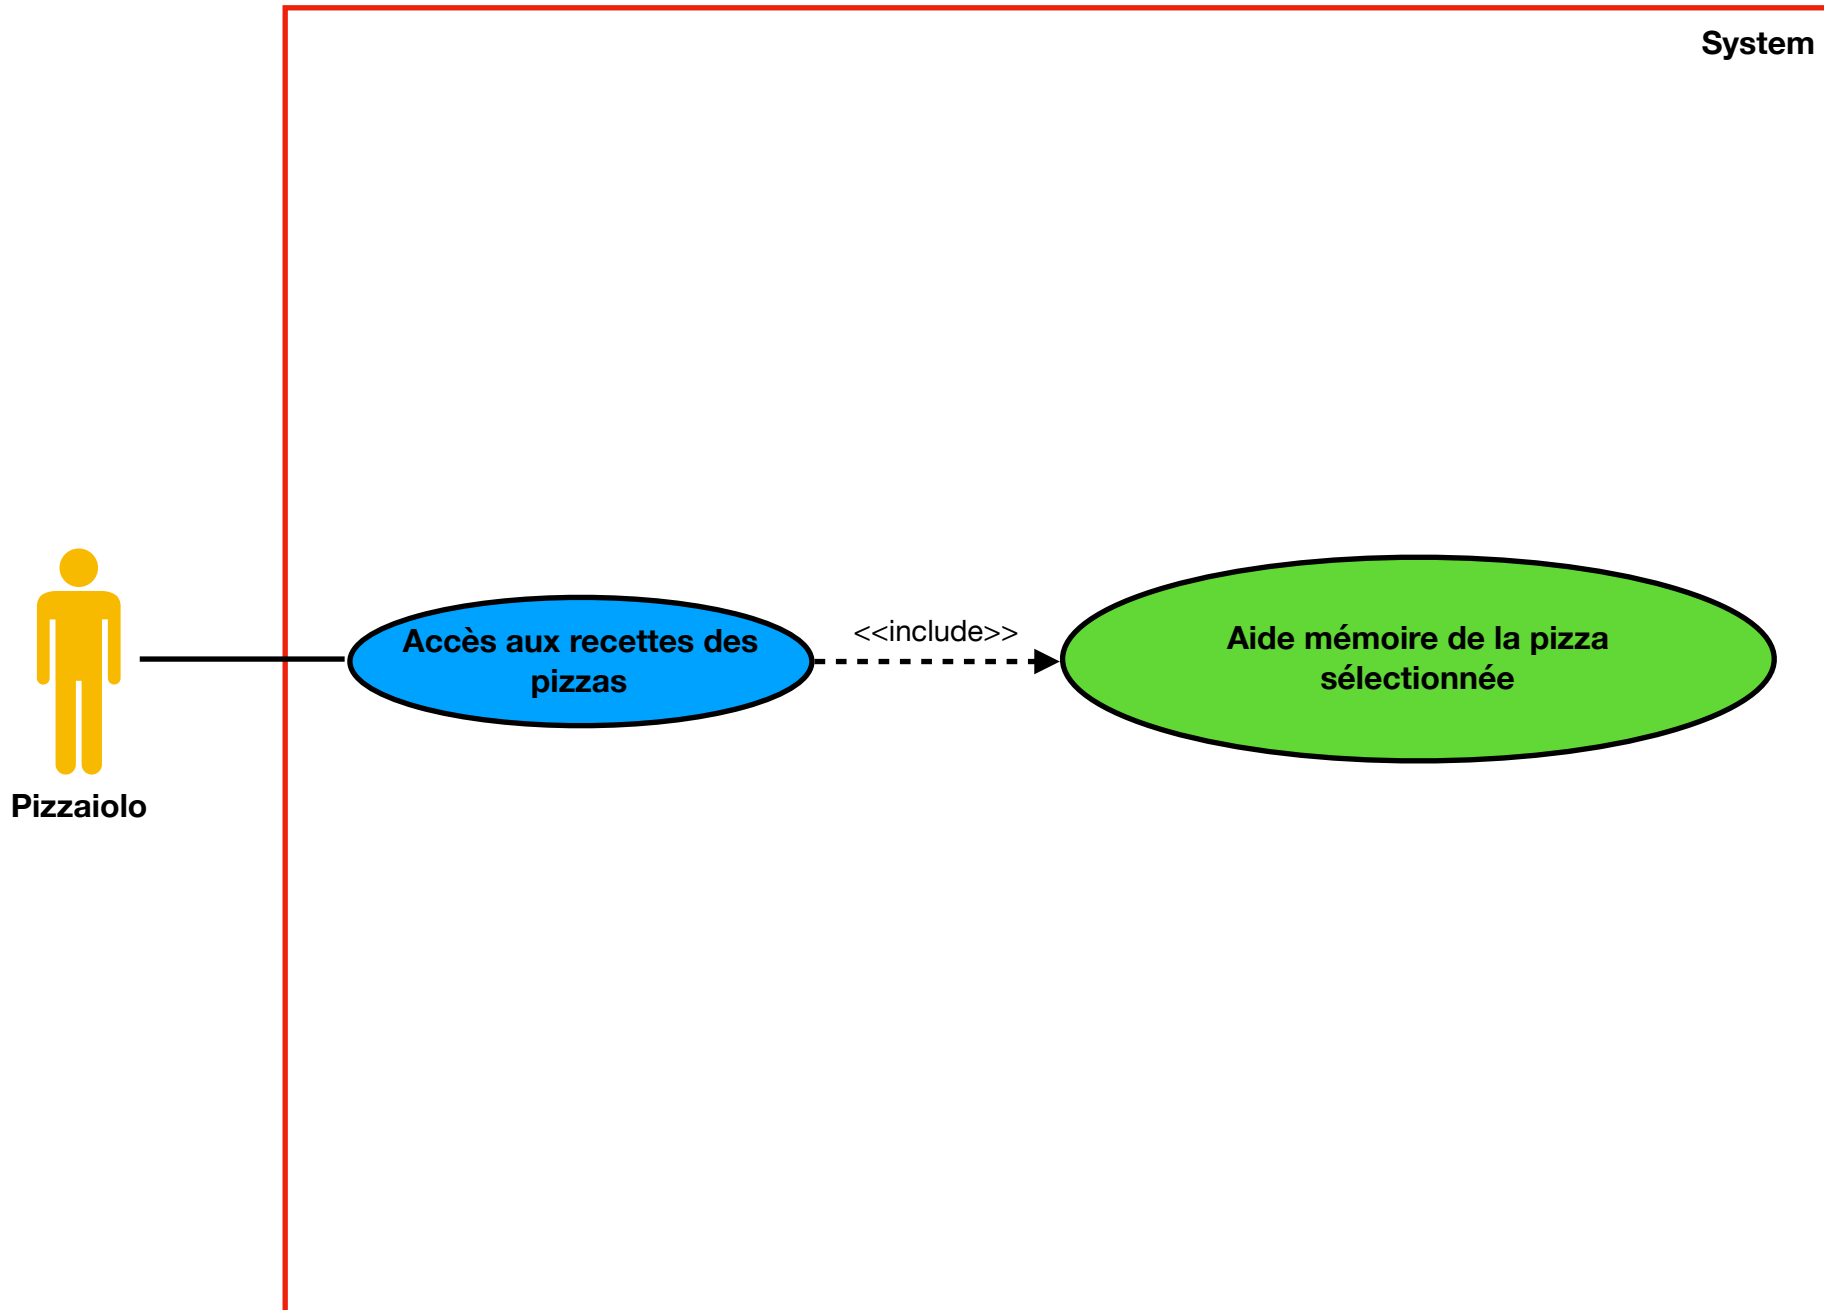 System
Accès aux recettes des
pizzas
<<include>>
Aide mémoire de la pizza
sélectionnée
Pizzaiolo